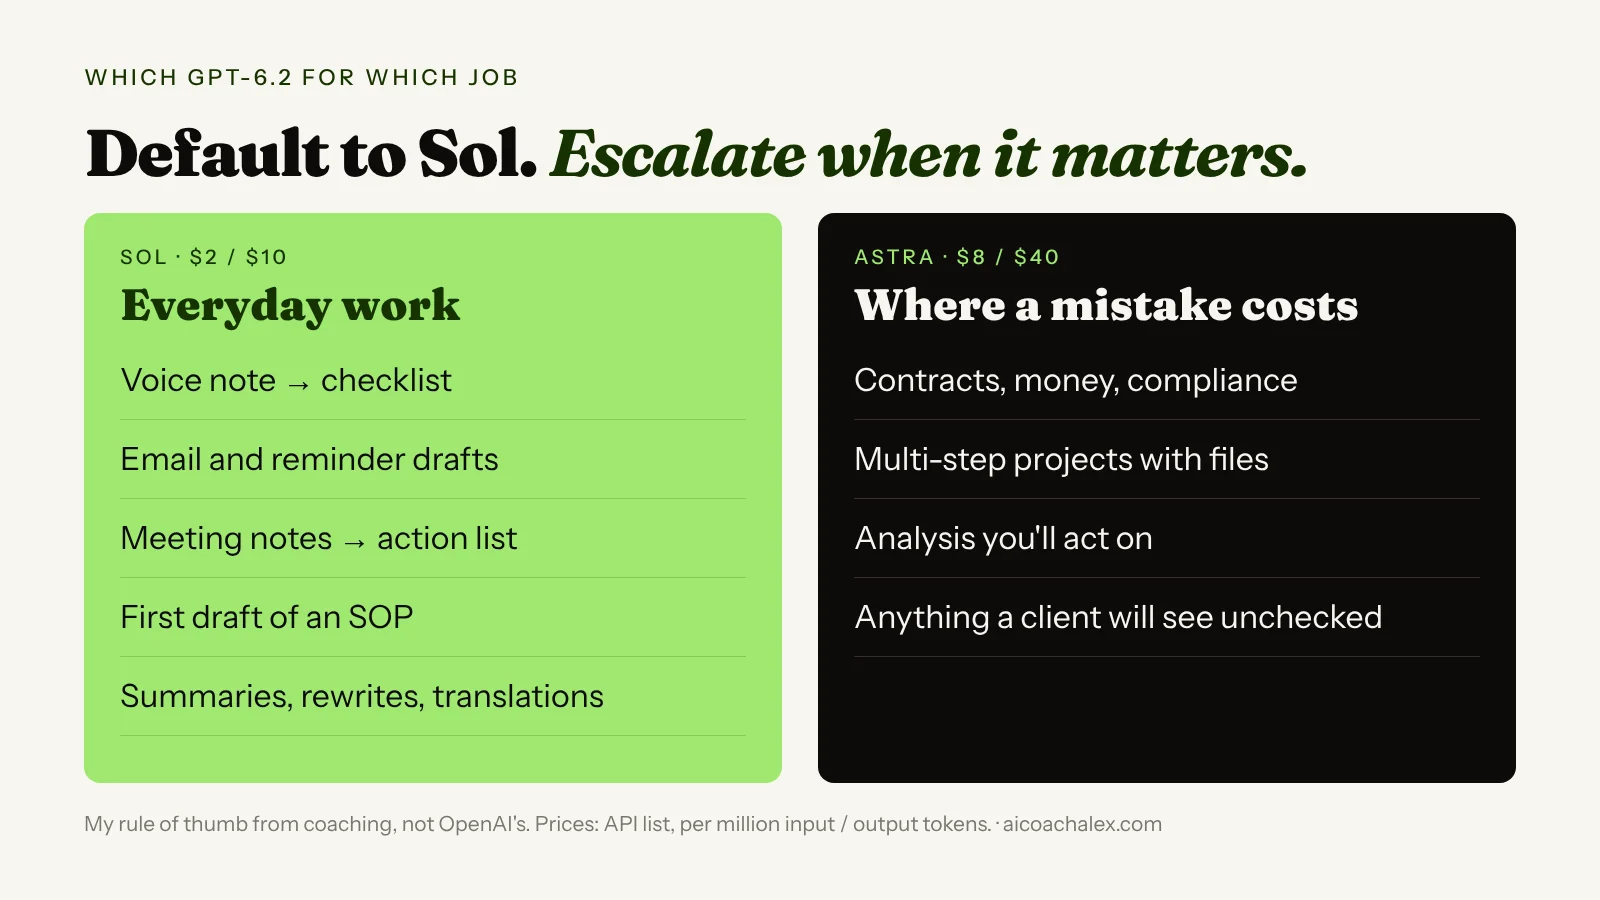 WHICH GPT-6.2 FOR WHICH JOB
Default to Sol. Escalate when it matters.
SOL · $2 / $10
Everyday work
Voice note → checklist
Email and reminder drafts
Meeting notes → action list
First draft of an SOP
Summaries, rewrites, translations
ASTRA · $8 / $40
Where a mistake costs
Contracts, money, compliance
Multi-step projects with files
Analysis you'll act on
Anything a client will see unchecked
My rule of thumb from coaching, not OpenAI's. Prices: API list, per million input / output tokens. · aicoachalex.com